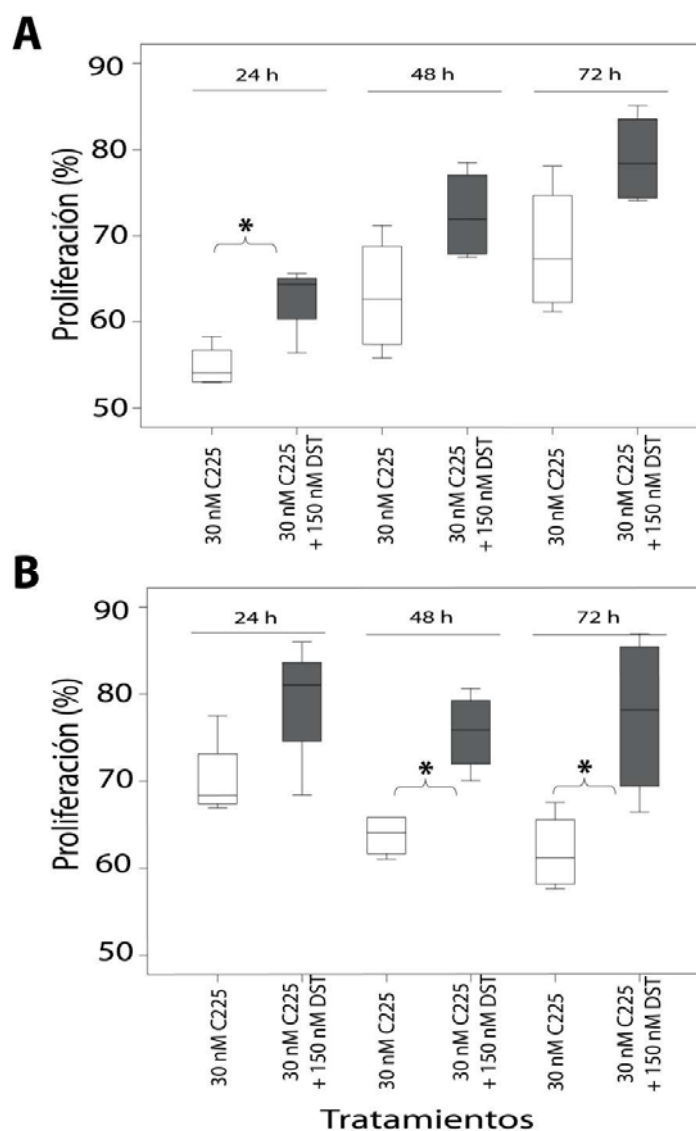 A
90
80
70
60
50
Proliferación (%)
24 h
48 h
72 h
*
30 nM C225
30 nM C225
+ 150 nM DST
30 nM C225
30 nM C225
+ 150 nM DST
30 nM C225
30 nM C225
+ 150 nM DST
B
90
80
70
60
50
Proliferación (%)
24 h
48 h
72 h
*
*
30 nM C225
30 nM C225
+ 150 nM DST
30 nM C225
30 nM C225
+ 150 nM DST
30 nM C225
30 nM C225
+ 150 nM DST
Tratamientos